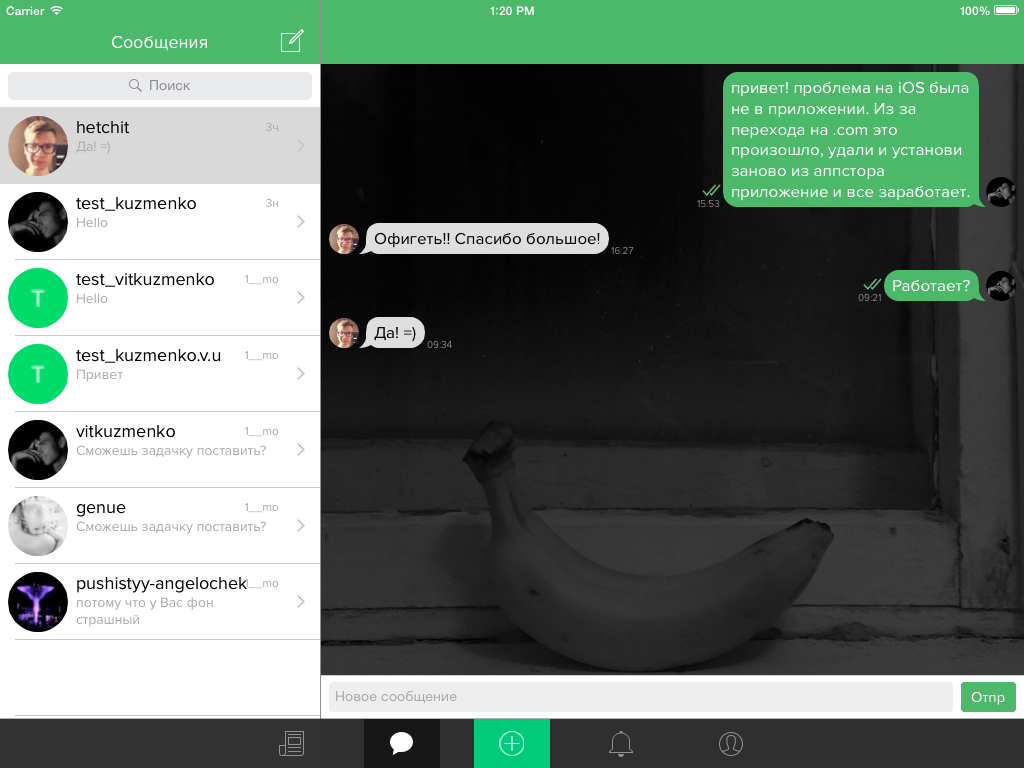 Carrier
1:20 PM
100%
Сообщения
Поиск
hetchit
3ч
Да! =)
test_kuzmenko
3н
Hello
T
test_vitkuzmenko
1__mo
Hello
T
test_kuzmenko.v.u
1__mo
Привет
vitkuzmenko
1__mo
Сможешь задачку поставить?
genue
1__mo
Сможешь задачку поставить?
pushistyy-angelochek
1__mo
потому что у Вас фон
страшный
привет! проблема на iOS была
не в приложении. Из за
перехода на .com это
произошло, удали и установи
заново из аппстора
приложение и все заработает.
15:53
Офигеть!! Спасибо большое!
16:27
Работает?
09:21
Да! =)
09:34
Новое сообщение
Отпр